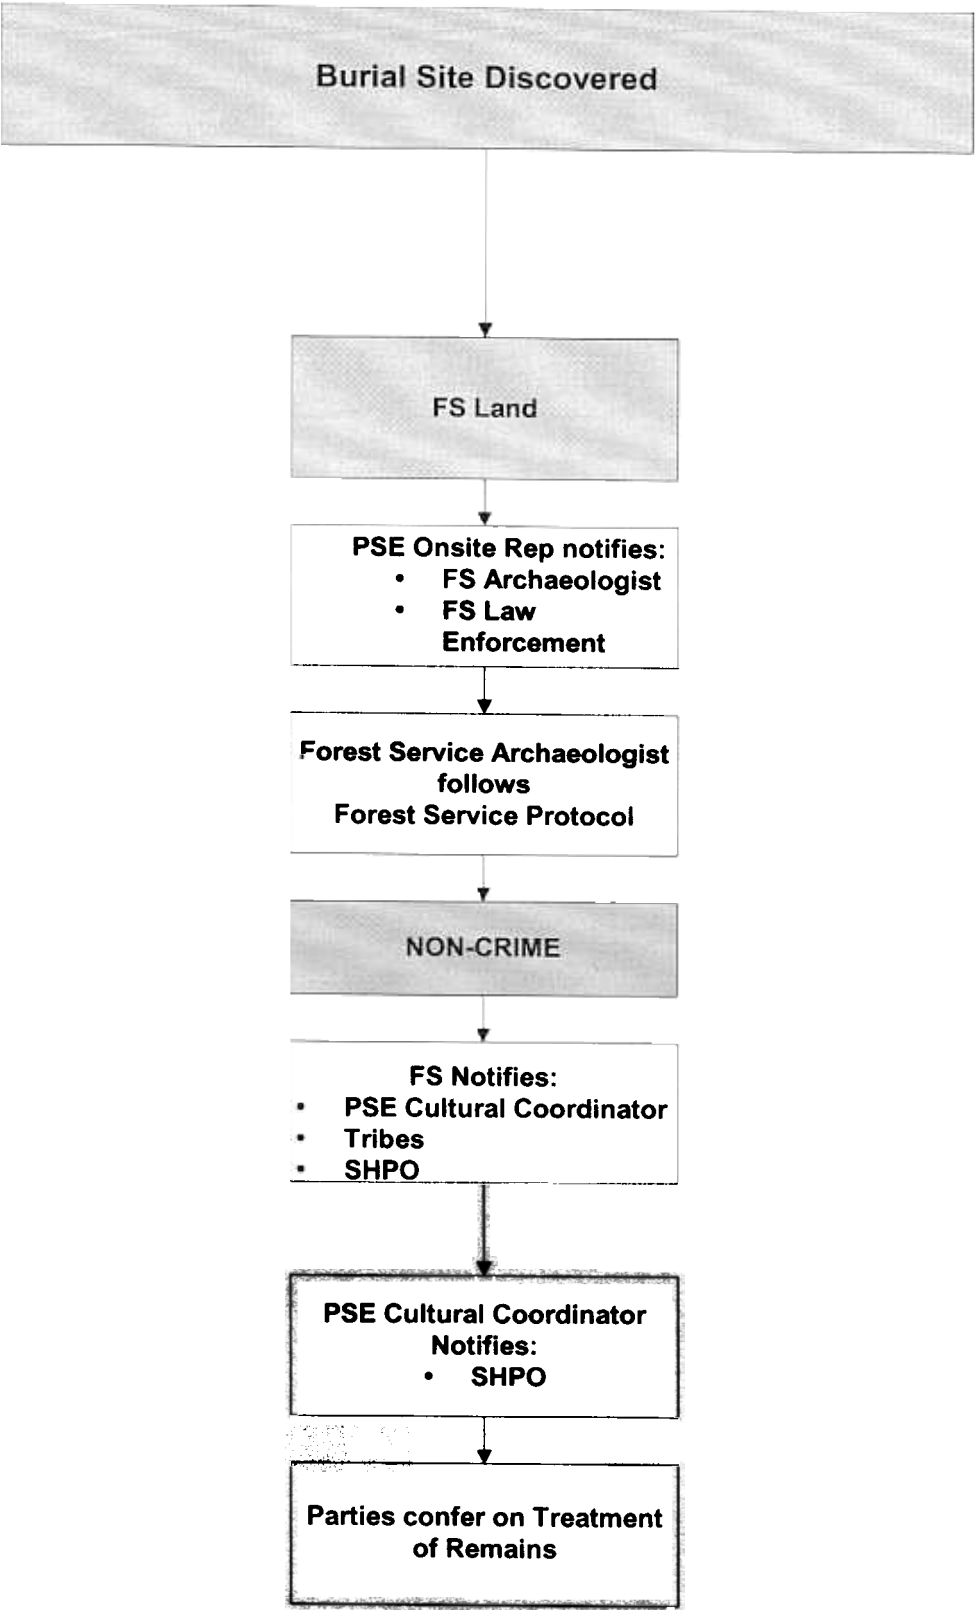 Burial Site Discovered
FS Land
PSE Onsite Rep notifies:
• FS Archaeologist
• FS Law
Enforcement
Forest Service Archaeologist
follows
Forest Service Protocol
NON-CRIME
FS Notifies:
• PSE Cultural Coordinator
• Tribes
• SHPO
PSE Cultural Coordinator
Notifies:
• SHPO
Parties confer on Treatment
of Remains